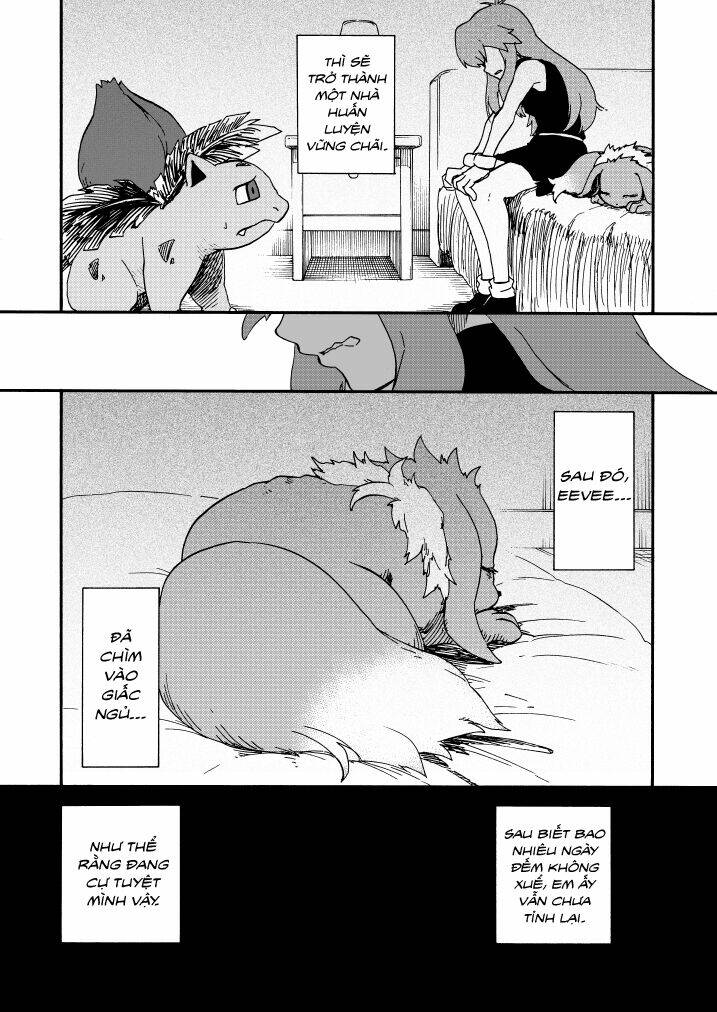 THÌ SẼ
TRỞ THÀNH
MỘT NHÀ
HUẤN
LUYỆN
VỮNG CHÃI.
SAU ĐÓ,
EEVEE...
ĐÃ
CHÌM
VÀO
GIẤC
NGỦ...
SAU BIẾT BAO
NHIÊU NGÀY
ĐẾM KHÔNG
XUẾ, EM ẤY
VẪN CHƯA
TỈNH LẠI.
NHƯ THỂ
RẰNG ĐANG
CỰ TUYỆT
MÌNH VẬY.